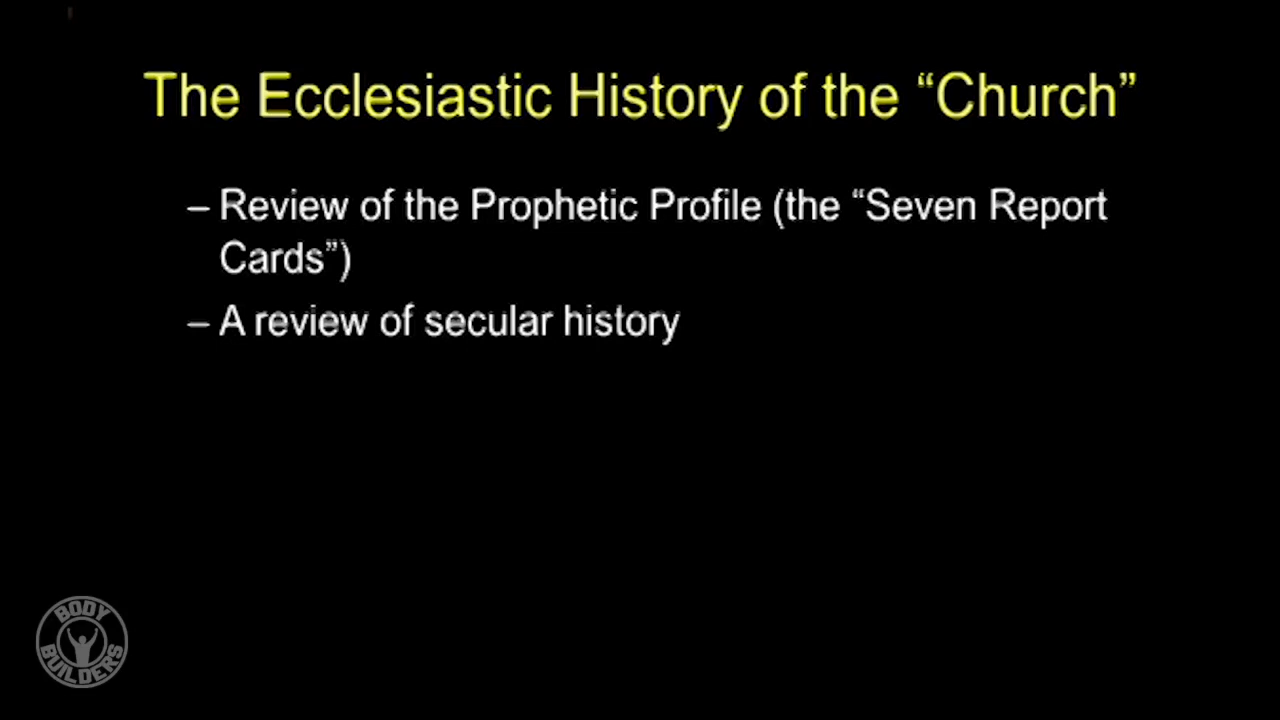 The Ecclesiastic History of the “Church”
– Review of the Prophetic Profile (the “Seven Report
Cards”)
– A review of secular history
BODY
BUILDERS